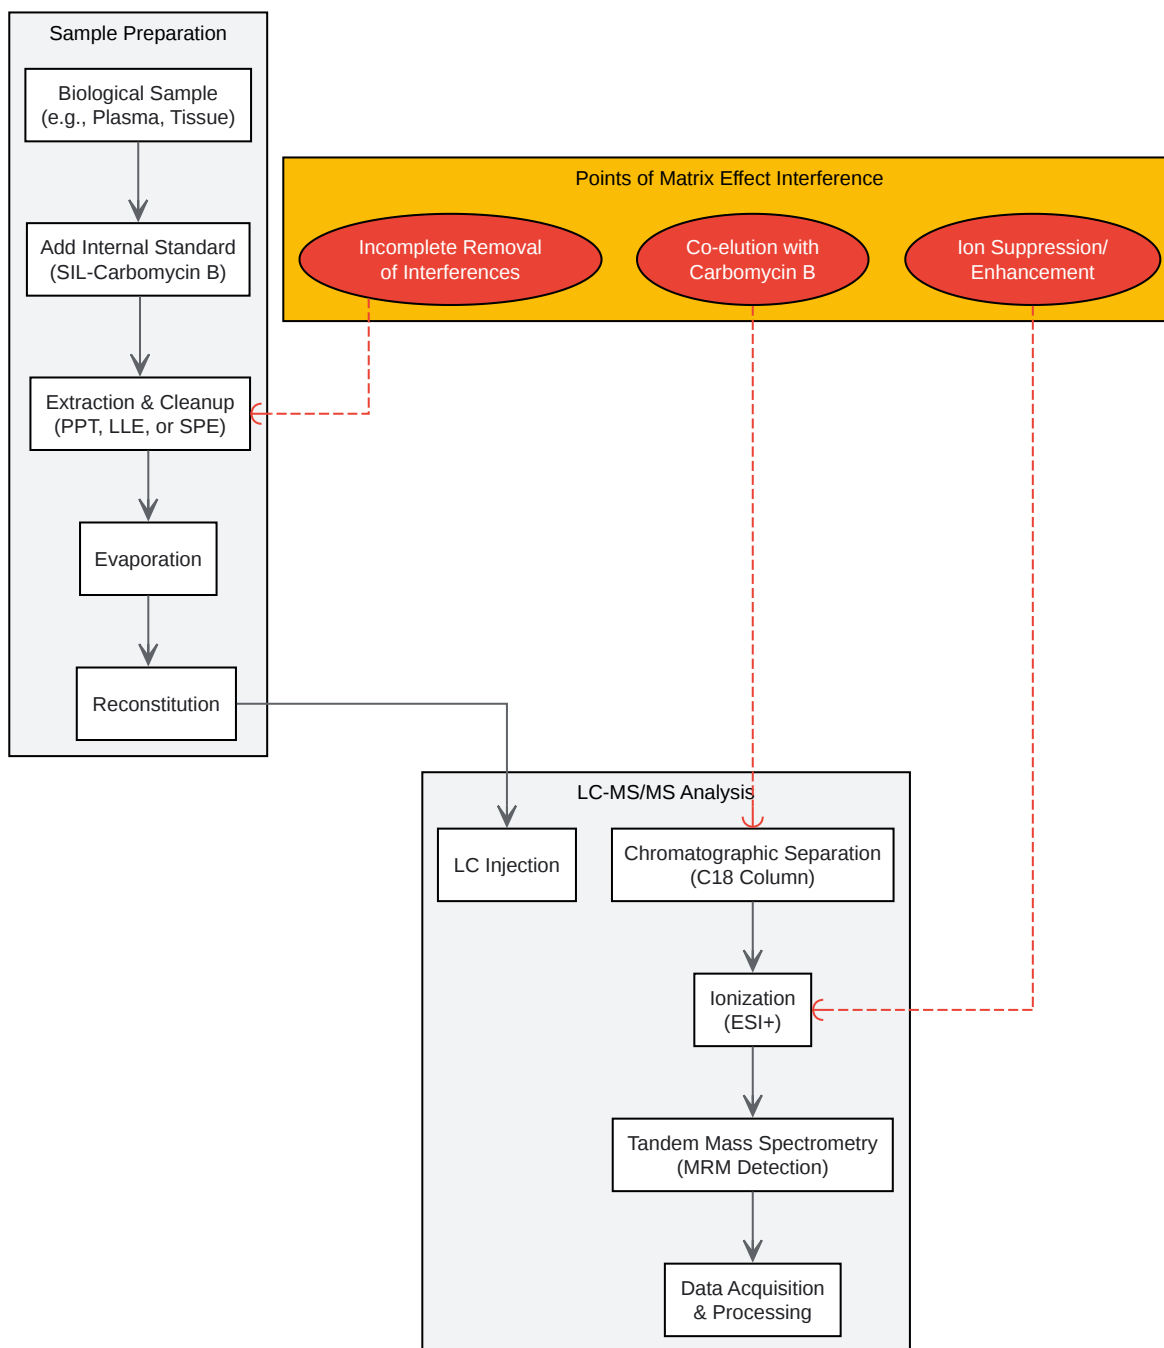 Sample Preparation
Biological Sample
(e.g., Plasma, Tissue)
Add Internal Standard
(SIL-Carbomycin B)
Extraction & Cleanup
(PPT, LLE, or SPE)
Evaporation
Reconstitution
Points of Matrix Effect Interference
Incomplete Removal
of Interferences
Co-elution with
Carbomycin B
Ion Suppression/
Enhancement
LC-MS/MS Analysis
LC Injection
Chromatographic Separation
(C18 Column)
Ionization
(ESI+)
Tandem Mass Spectrometry
(MRM Detection)
Data Acquisition
& Processing